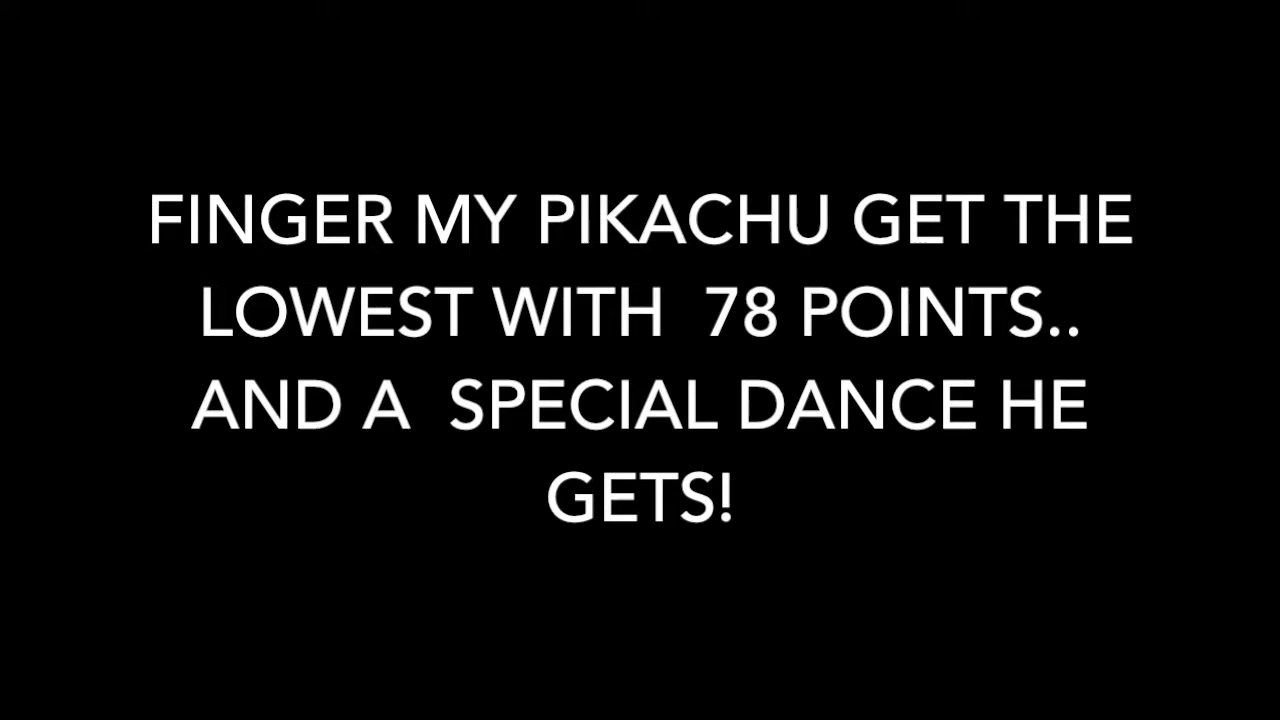 FINGER MY PIKACHU GET THE
LOWEST WITH  78 POINTS..
AND A  SPECIAL DANCE HE
GETS!